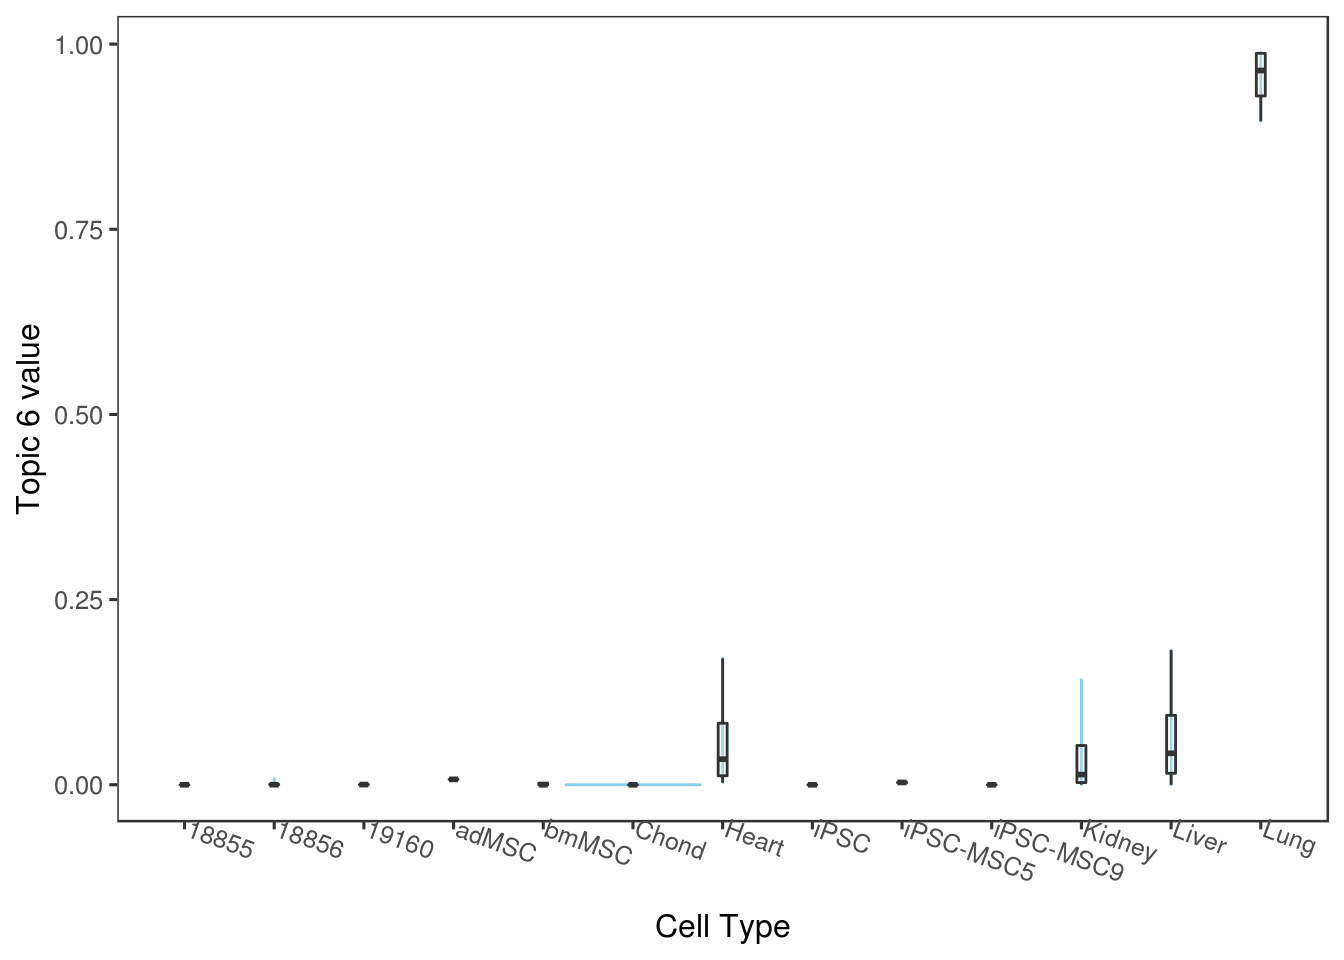 1.00
0.75
0.50
0.25
0.00
Topic 6 value
18855
18856
19160
adMSC
bmMSC
Chond
Heart
iPSC
iPSC-MSC5
iPSC-MSC9
Kidney
Liver
Lung
Cell Type